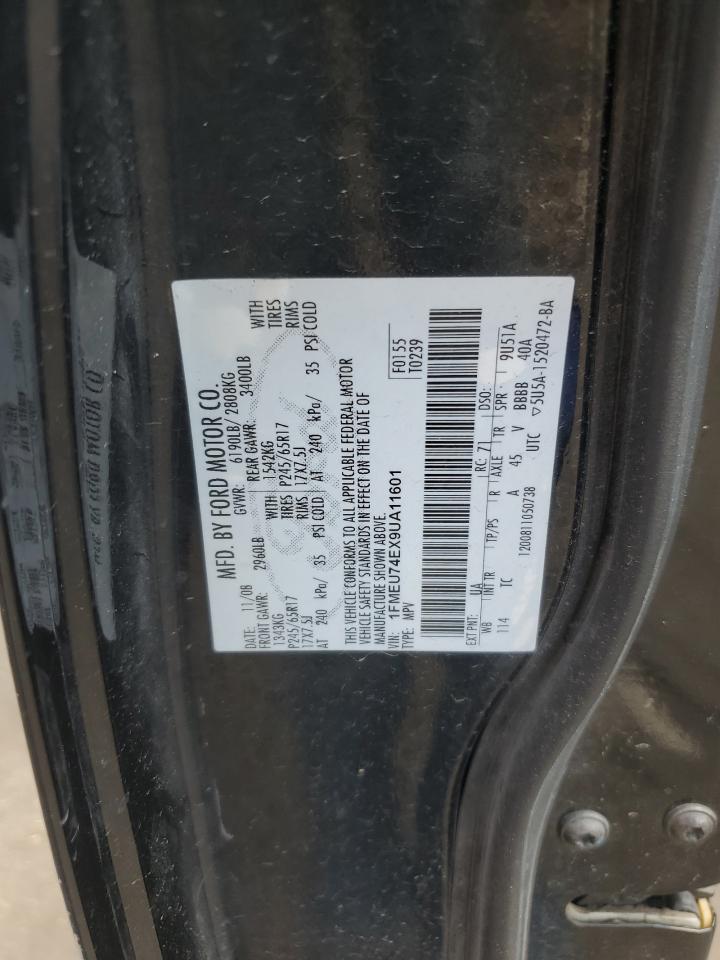 MFD. BY FORD MOTOR CO.
DATE: 11/08 GVWR: 6190LB/ 2808KG
FRONT GAWR: 2960LB REAR GAWR: 3400LB
1343KG WITH 1542KG WITH
P245/65R17 TIRES P245/65R17 TIRES
17X7.5J RIMS 17X7.5J RIMS
AT 240 kPa/ 35 PSI COLD AT 240 kPa/ 35 PSI COLD
THIS VEHICLE CONFORMS TO ALL APPLICABLE FEDERAL MOTOR
VEHICLE SAFETY STANDARDS IN EFFECT ON THE DATE OF
MANUFACTURE SHOWN ABOVE.
VIN: 1FMEU74EX9UA11601 F0155
TYPE: MPV T0239
EXT PNT: UA RC: 71 DSO:
WB INT TR TP/PS R AXLE TR SPR 9U51A
114 TC A 45 V BBBB 40A
1200811050738 UTC ▽5U5A-1520472-BA